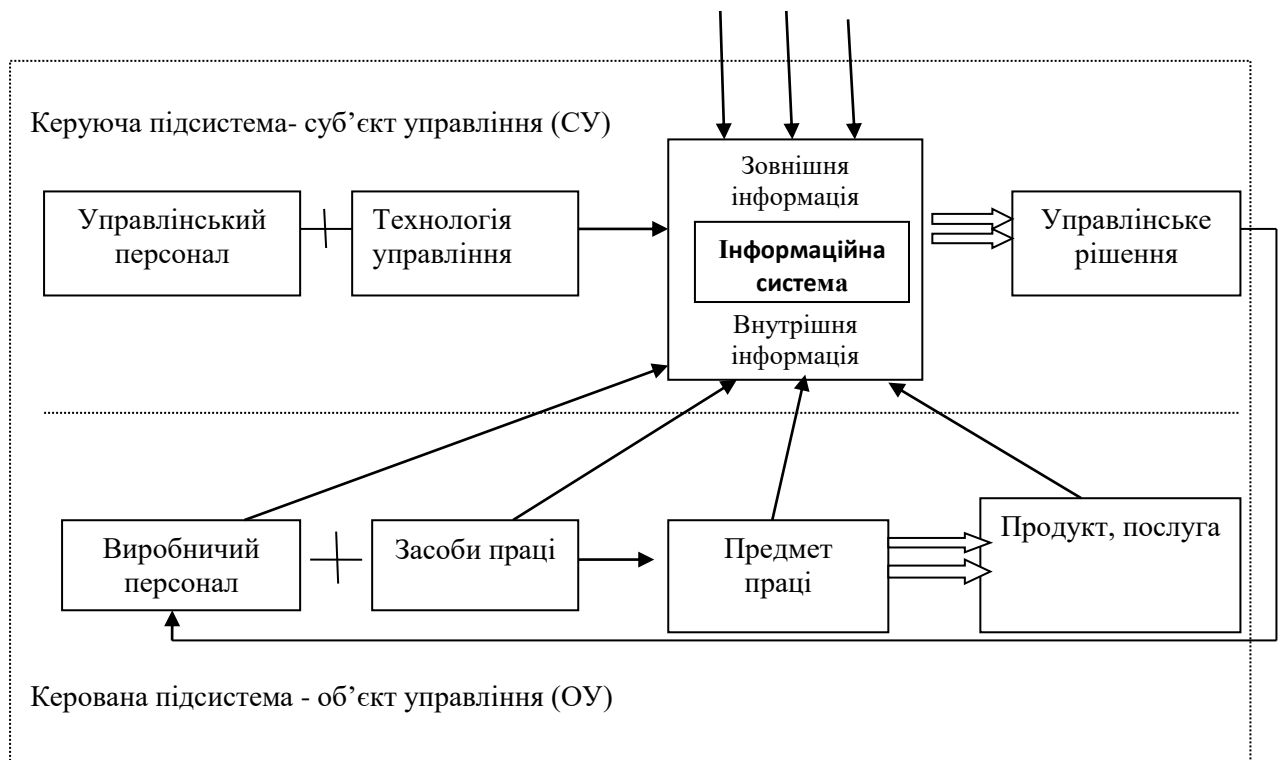 Керуюча підсистема- суб’єкт управління (СУ)
Управлінський
персонал
Технологія
управління
Зовнішня
інформація
Інформаційна
система
Внутрішня
інформація
Управлінське
рішення
Виробничий
персонал
Засоби праці
Предмет
праці
Продукт, послуга
Керована підсистема - об’єкт управління (ОУ)